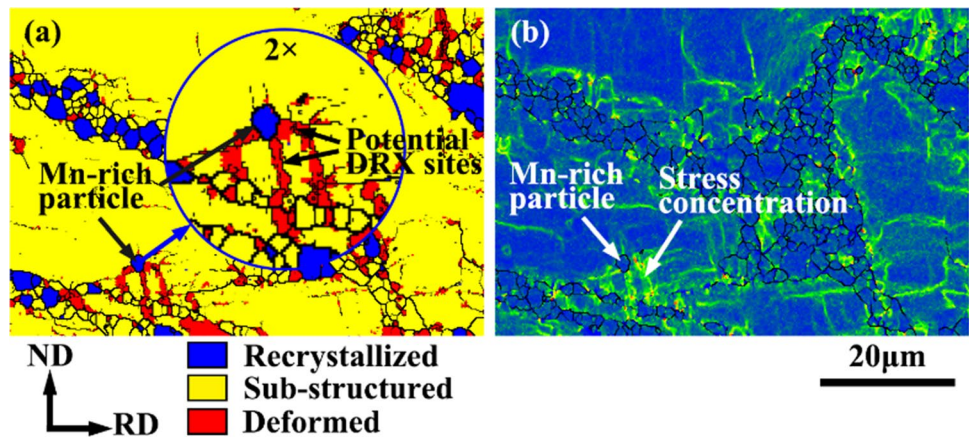 (a)
2×
Potential
DRX sites
Mn-rich
particle
(b)
Mn-rich
particle
Stress
concentration
ND
RD
Recrystallized
Sub-structured
Deformed
20μm